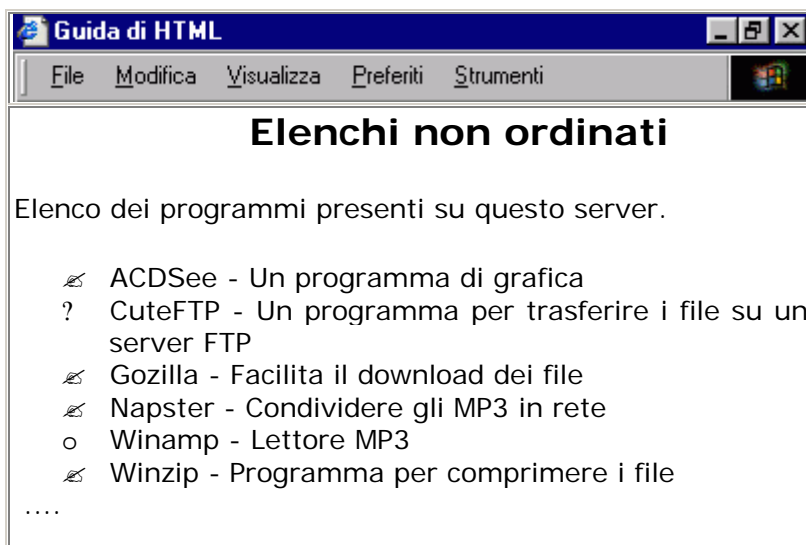 Guida di HTML
File Modifica Visualizza Preferiti Strumenti
Elenchi non ordinati
Elenco dei programmi presenti su questo server.
ACDSee - Un programma di grafica
? CuteFTP - Un programma per trasferire i file su un
server FTP
Gozilla - Facilita il download dei file
Napster - Condividere gli MP3 in rete
o Winamp - Lettore MP3
Winzip - Programma per comprimere i file
....